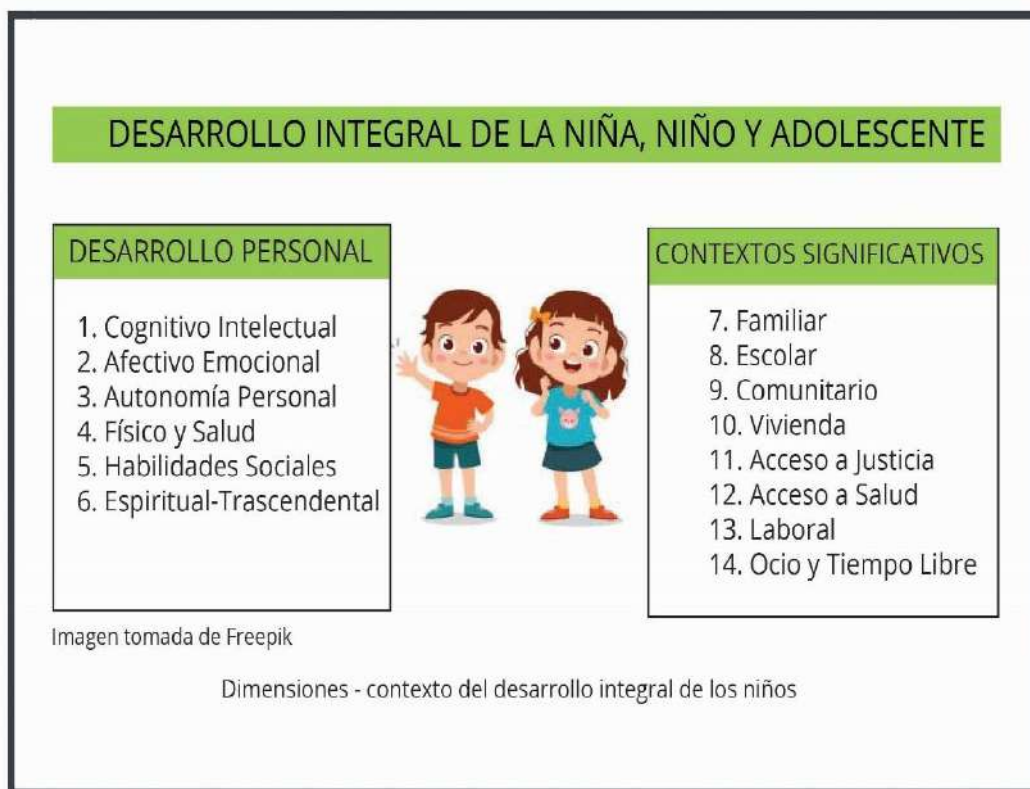 DESARROLLO INTEGRAL DE LA NIÑA, NIÑO Y ADOLESCENTE
DESARROLLO PERSONAL
1. Cognitivo Intelectual
2. Afectivo Emocional
3. Autonomía Personal
4. Físico y Salud
5. Habilidades Sociales
6. Espiritual-Trascendental
CONTEXTOS SIGNIFICATIVOS
7. Familiar
8. Escolar
9. Comunitario
10. Vivienda
11. Acceso a Justicia
12. Acceso a Salud
13. Laboral
14. Ocio y Tiempo Libre
Imagen tomada de Freepik
Dimensiones - contexto del desarrollo integral de los niños